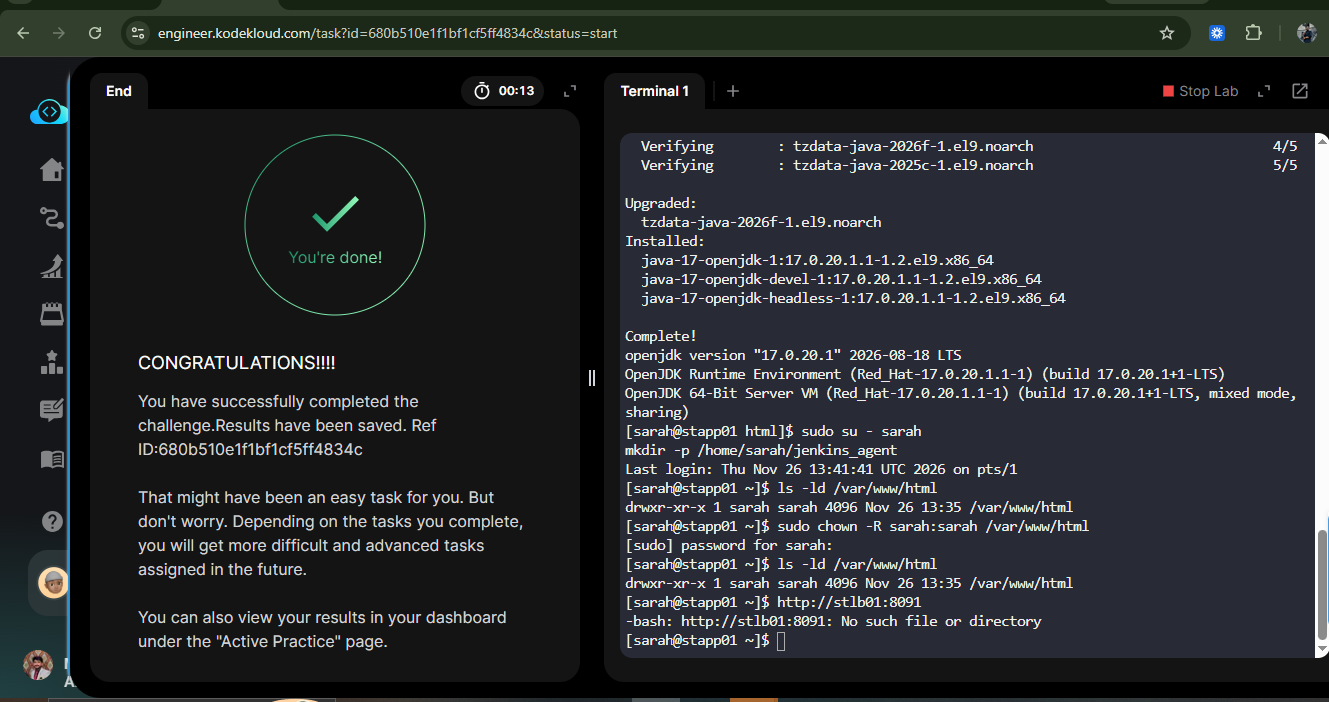 engineer.kodekloud.com/task?id=680b510e1f1bf1cf5ff4834c&status=start
End
00:13
You're done!
CONGRATULATIONS!!!!
You have successfully completed the
challenge.Results have been saved. Ref
ID:680b510e1f1bf1cf5ff4834c
That might have been an easy task for you. But
don't worry. Depending on the tasks you complete,
you will get more difficult and advanced tasks
assigned in the future.
You can also view your results in your dashboard
under the "Active Practice" page.
Terminal 1
Stop Lab
Verifying : tzdata-java-2026f-1.el9.noarch 4/5
Verifying : tzdata-java-2025c-1.el9.noarch 5/5
Upgraded:
tzdata-java-2026f-1.el9.noarch
Installed:
java-17-openjdk-1:17.0.20.1.1-1.2.el9.x86_64
java-17-openjdk-devel-1:17.0.20.1.1-1.2.el9.x86_64
java-17-openjdk-headless-1:17.0.20.1.1-1.2.el9.x86_64
Complete!
openjdk version "17.0.20.1" 2026-08-18 LTS
OpenJDK Runtime Environment (Red_Hat-17.0.20.1.1-1) (build 17.0.20.1+1-LTS)
OpenJDK 64-Bit Server VM (Red_Hat-17.0.20.1.1-1) (build 17.0.20.1+1-LTS, mixed mode,
sharing)
[sarah@stapp01 html]$ sudo su - sarah
mkdir -p /home/sarah/jenkins_agent
Last login: Thu Nov 26 13:41:41 UTC 2026 on pts/1
[sarah@stapp01 ~]$ ls -ld /var/www/html
drwxr-xr-x 1 sarah sarah 4096 Nov 26 13:35 /var/www/html
[sarah@stapp01 ~]$ sudo chown -R sarah:sarah /var/www/html
[sudo] password for sarah:
[sarah@stapp01 ~]$ ls -ld /var/www/html
drwxr-xr-x 1 sarah sarah 4096 Nov 26 13:35 /var/www/html
[sarah@stapp01 ~]$ http://stlb01:8091
-bash: http://stlb01:8091: No such file or directory
[sarah@stapp01 ~]$